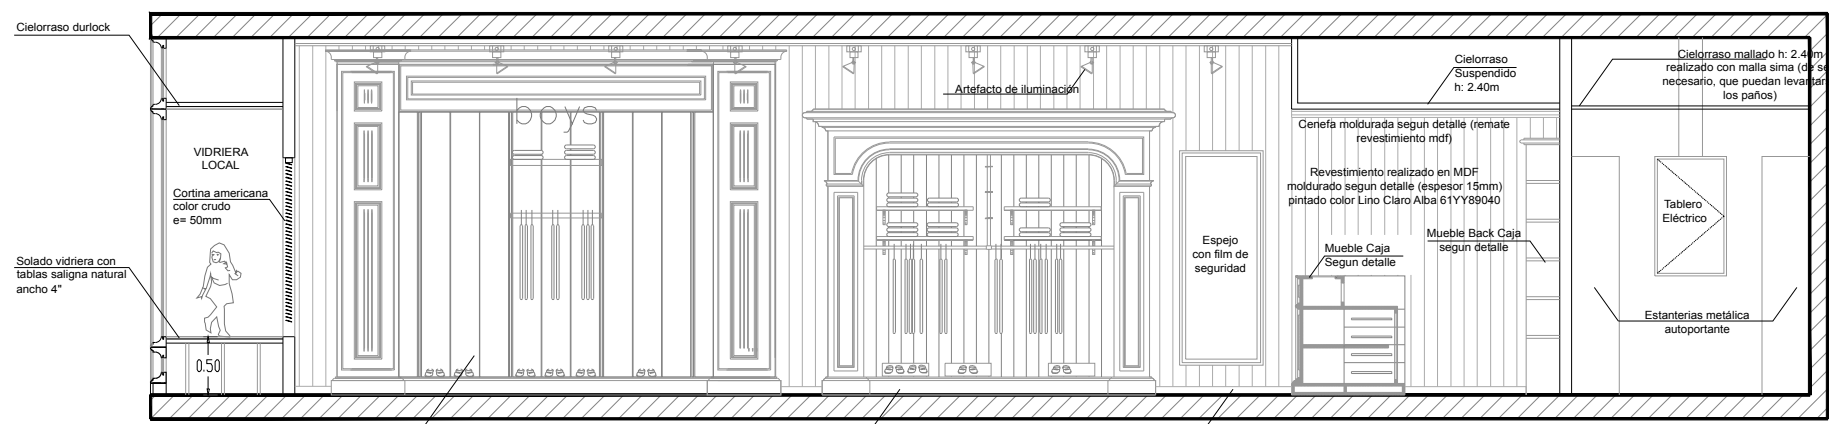 Cielorraso durlock
VIDRIERA
LOCAL
Cortina americana
color crudo
e= 50mm
Solado vidriera con
tablas saligna natural
ancho 4"
0.50
boys
Artefacto de iluminación
Espejo
con film de
seguridad
Cielorraso
Suspendido
h: 2.40m
Cenefa moldurada segun detalle (remate
revestimiento mdf)
Revestimiento realizado en MDF
moldurado segun detalle (espesor 15mm)
pintado color Lino Claro Alba 61YY89040
Mueble Caja
Segun detalle
Mueble Back Caja
segun detalle
Cielorraso mallado h: 2.40m
realizado con malla sima (de se
necesario, que puedan levantar
los paños)
Tablero
Eléctrico
Estanterias metálica
autoportante